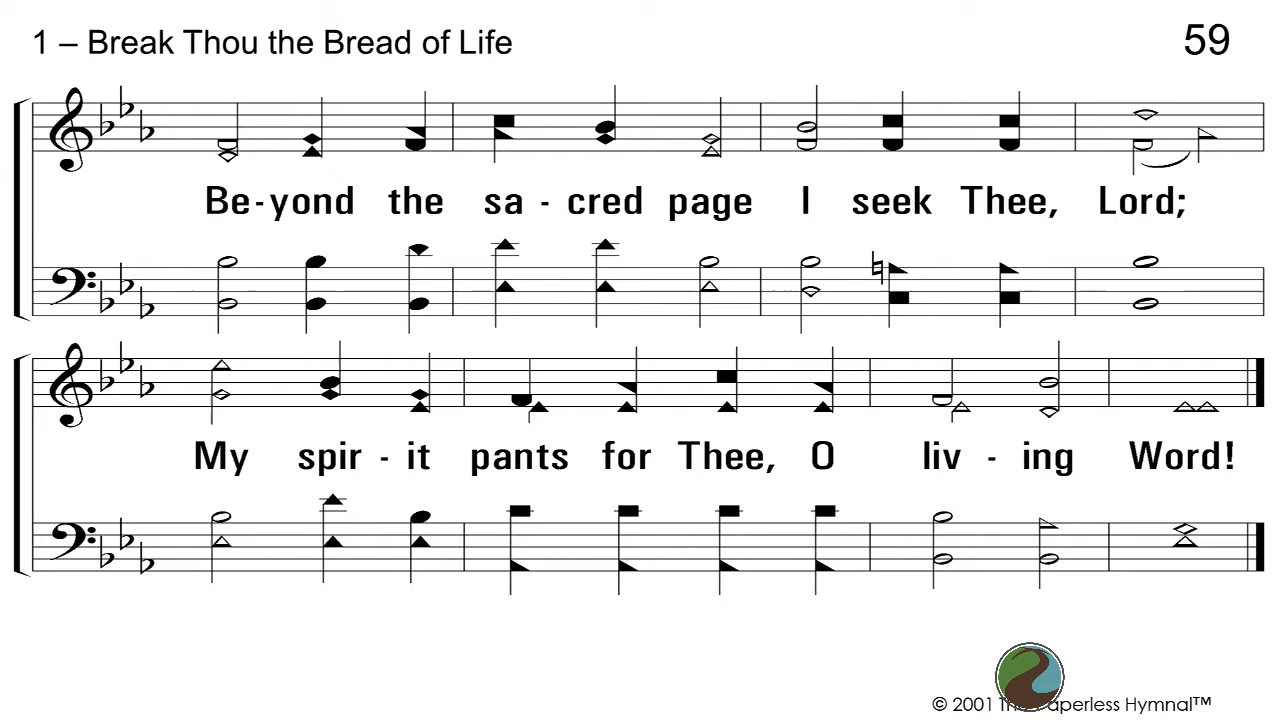 1 – Break Thou the Bread of Life
59
Be - yond the sa - cred page I seek Thee, Lord;
My spir - it pants for Thee, O liv - ing Word!
© 2001 The Paperless Hymnal™